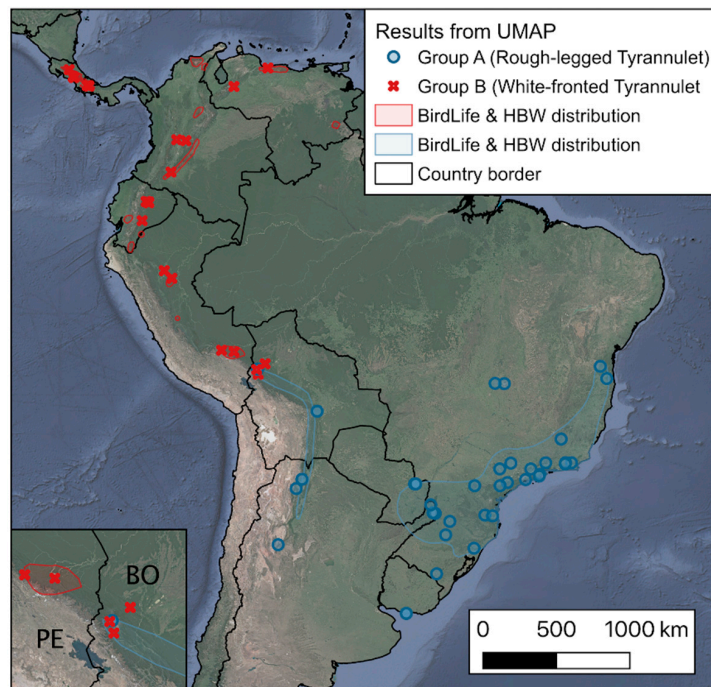 Results from UMAP
Group A (Rough-legged Tyrannulet)
Group B (White-fronted Tyrannulet
BirdLife & HBW distribution
BirdLife & HBW distribution
Country border
BO
PE
0 500 1000 km